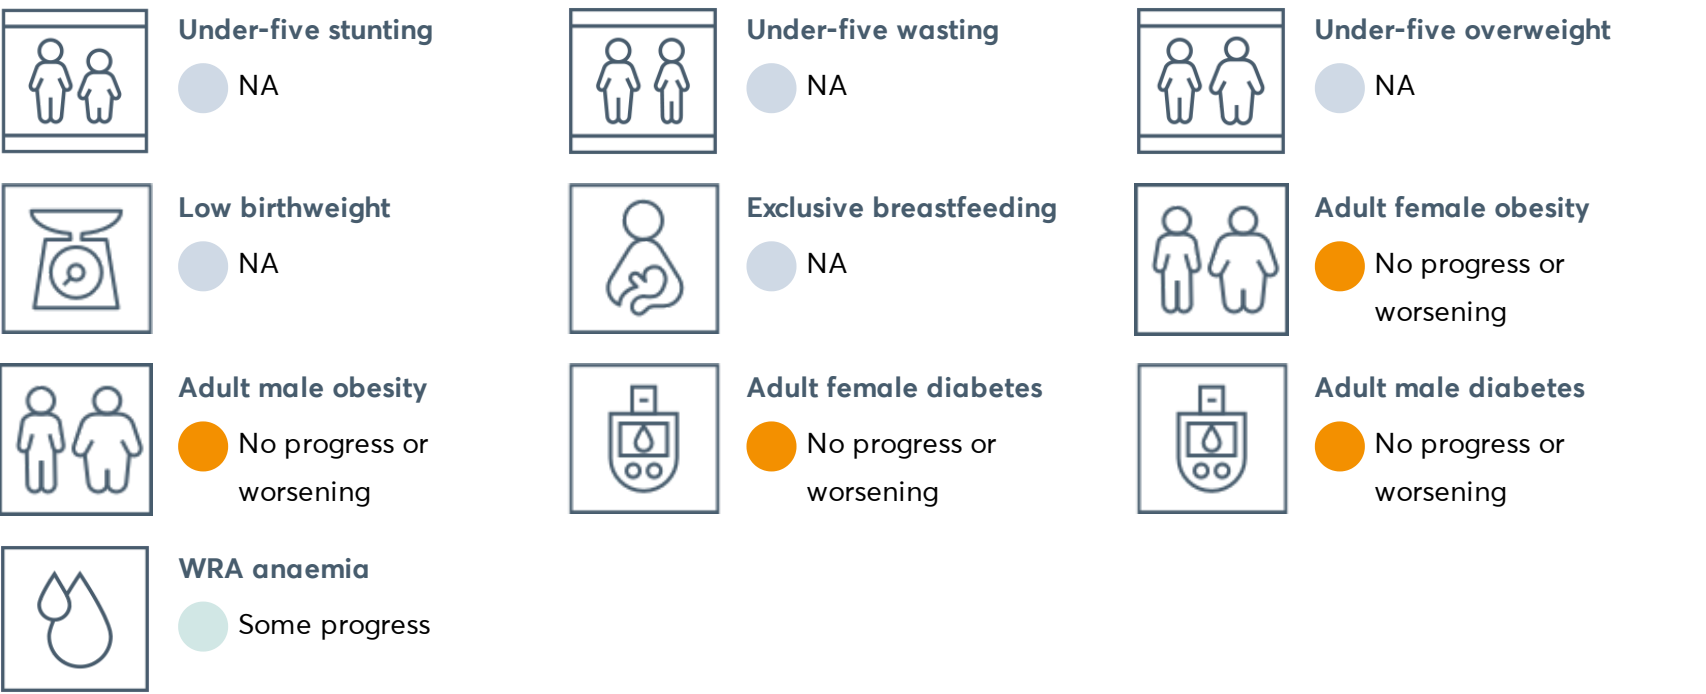 Under-five stunting
NA
Under-five wasting
NA
Under-five overweight
NA
Low birthweight
NA
Exclusive breastfeeding
NA
Adult female obesity
No progress or
worsening
Adult male obesity
No progress or
worsening
Adult female diabetes
No progress or
worsening
Adult male diabetes
No progress or
worsening
WRA anaemia
Some progress